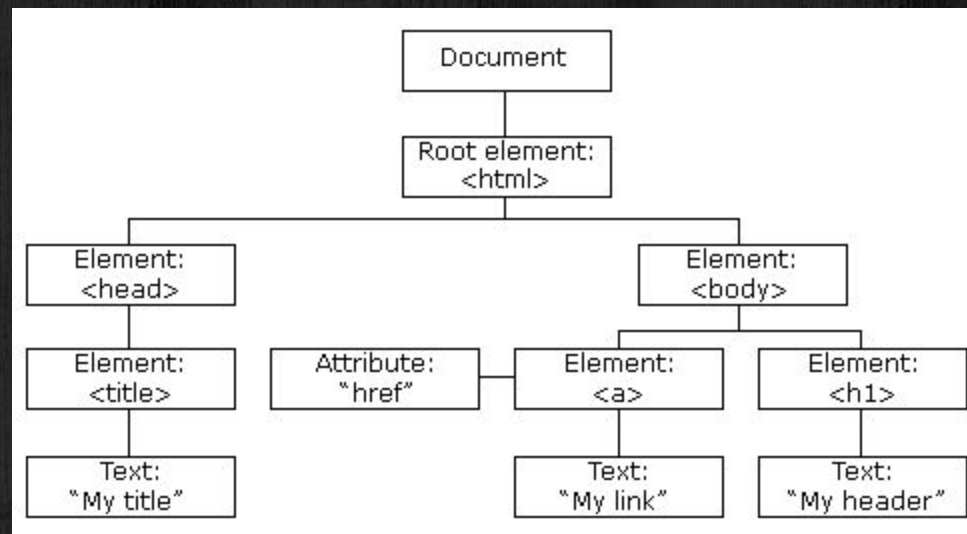 Document
Root element:
<html>
Element:
<head>
Element:
<body>
Element:
<title>
Attribute:
“href”
Element:
<a>
Element:
<h1>
Text:
“My title”
Text:
“My link”
Text:
“My header”